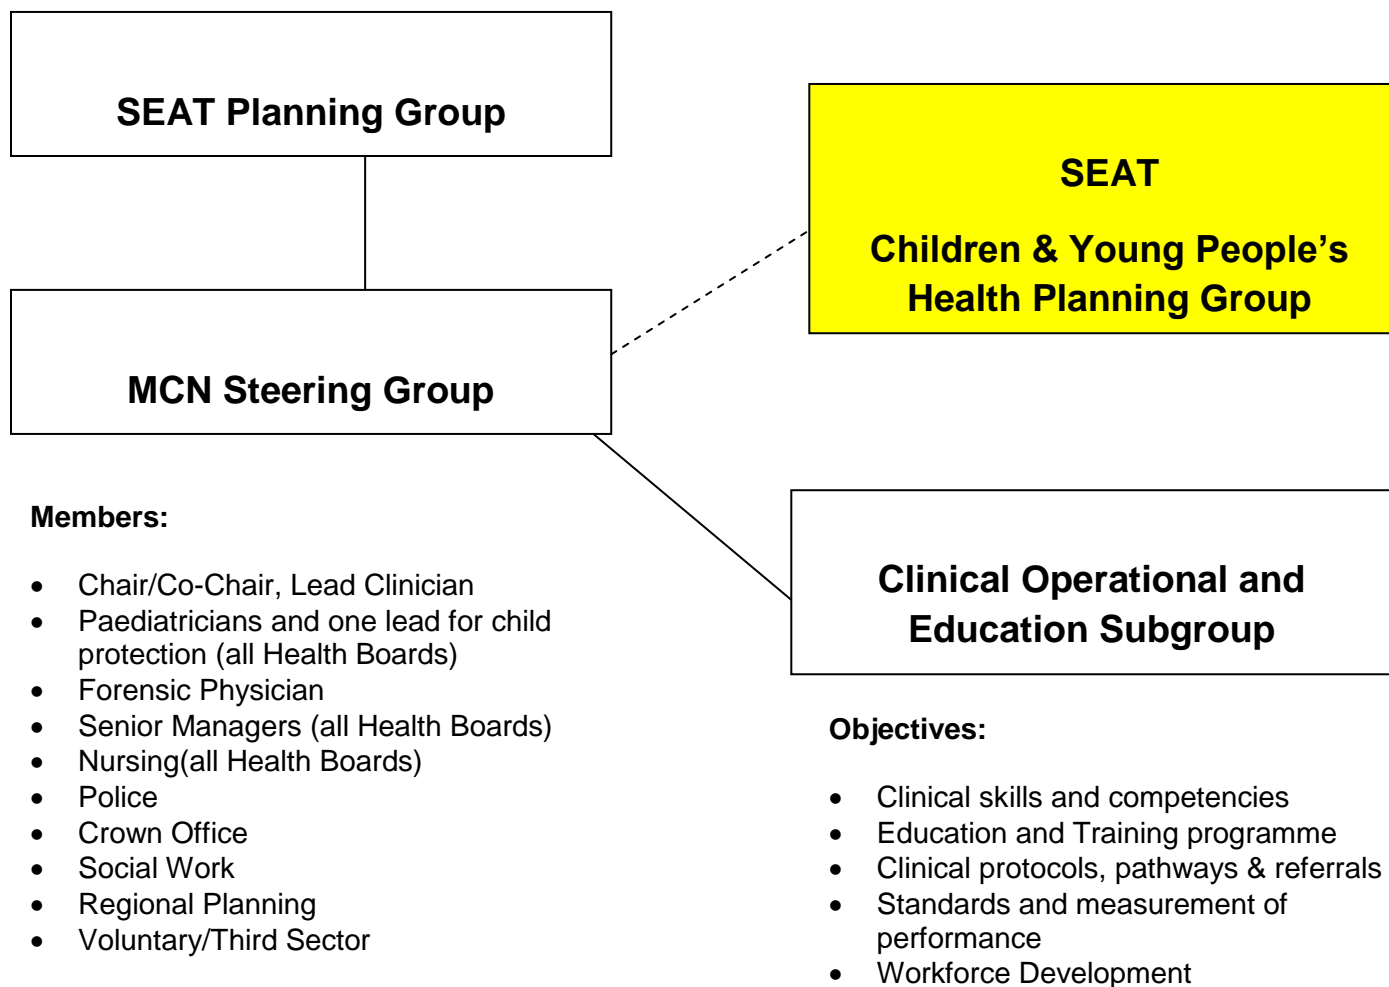 SEAT Planning Group
SEAT
Children & Young People’s
Health Planning Group
MCN Steering Group
Members:
• Chair/Co-Chair, Lead Clinician
• Paediatricians and one lead for child
protection (all Health Boards)
• Forensic Physician
• Senior Managers (all Health Boards)
• Nursing(all Health Boards)
• Police
• Crown Office
• Social Work
• Regional Planning
• Voluntary/Third Sector
Clinical Operational and
Education Subgroup
Objectives:
• Clinical skills and competencies
• Education and Training programme
• Clinical protocols, pathways & referrals
• Standards and measurement of
performance
• Workforce Development